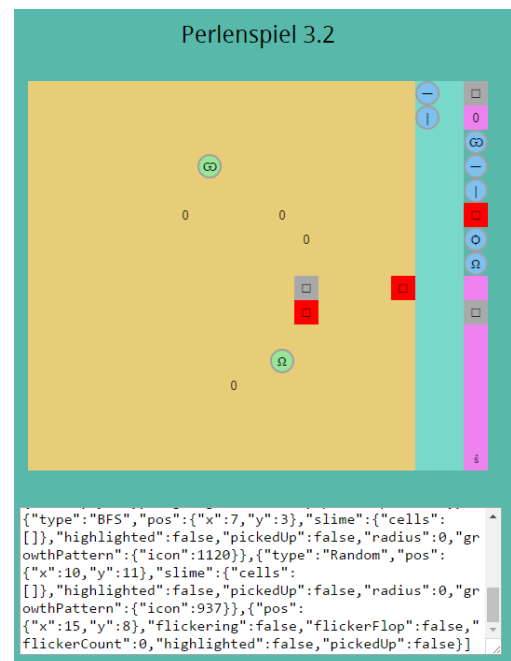 Perlenspiel 3.2
— □
| 0
Ѡ
Ѡ —
|
0 0 □
0 Ϙ
Ω
□ □
□ □
Ω
0
{"type":"BFS","pos":{"x":7,"y":3},"slime":{"cells":
[]},"highlighted":false,"pickedUp":false,"radius":0,"gr
owthPattern":{"icon":1120}},{"type":"Random","pos":
{"x":10,"y":11},"slime":{"cells":
[]},"highlighted":false,"pickedUp":false,"radius":0,"gr
owthPattern":{"icon":937}},{"pos":
{"x":15,"y":8},"flickering":false,"flickerFlop":false,"
flickerCount":0,"highlighted":false,"pickedUp":false}]